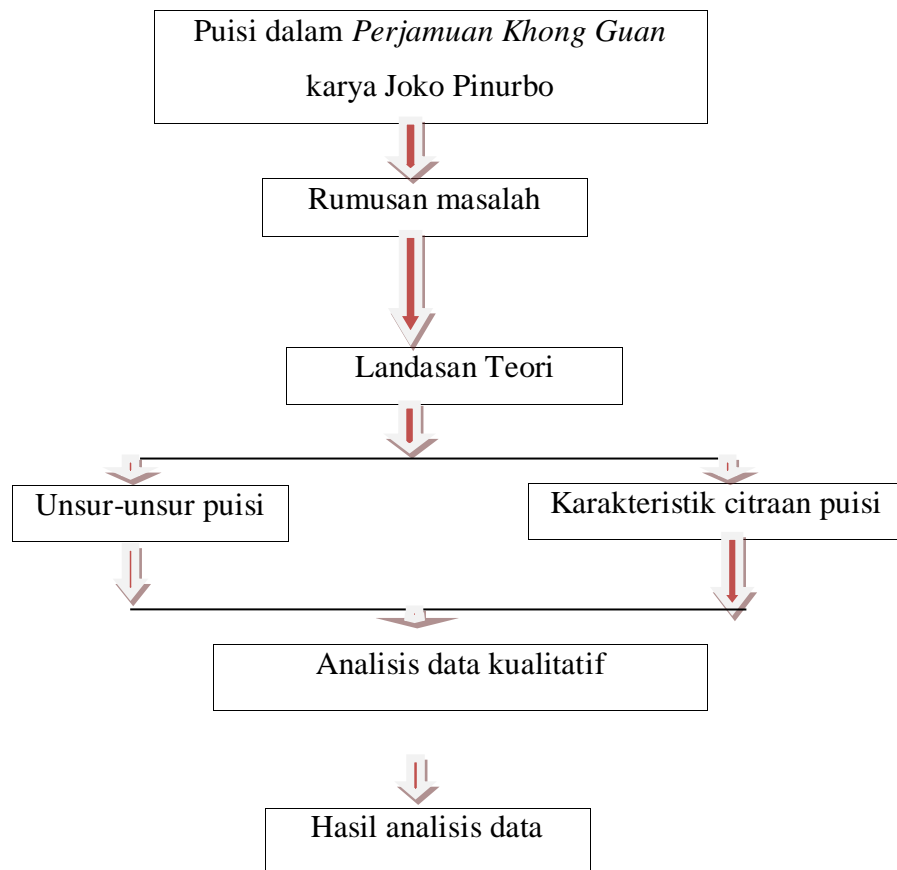 Puisi dalam Perjamuan Khong Guan
karya Joko Pinurbo
Rumusan masalah
Landasan Teori
Unsur-unsur puisi
Karakteristik citraan puisi
Analisis data kualitatif
Hasil analisis data